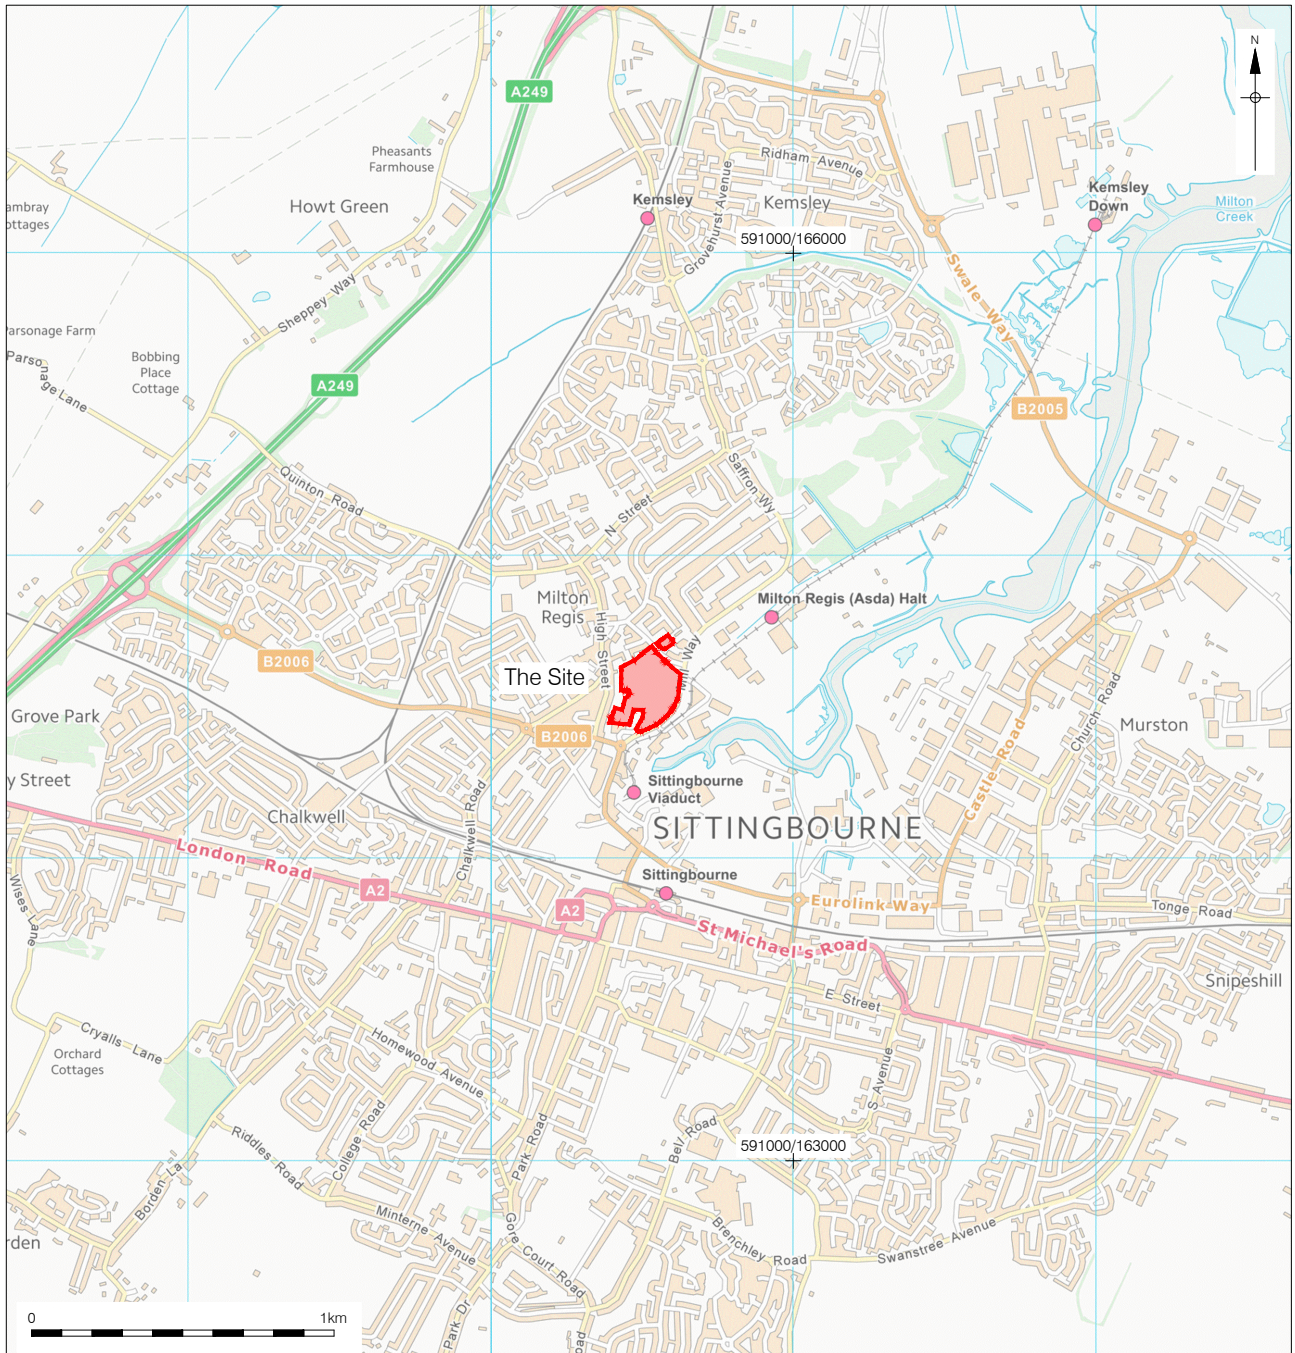 N
A249
Pheasants
Farmhouse
Ridham Avenue
Kemsley
Down
Milton
Creek
Kemsley
Kemsley
Howt Green
Grovehurst Avenue
ambray
ottages
591000/166000
Swale Way
Sheppey Way
arsonage Farm
Parsonage Lane
Bobbing
Place
Cottage
A249
B2005
Quinton Road
Saffron Wy
N Street
Milton
Regis
High Street
Milton Regis (Asda) Halt
Mill Way
B2006
The Site
Grove Park
B2006
Church Road
Murston
Castle Road
y Street
Sittingbourne
Viaduct
SITTINGBOURNE
Chalkwell
Chalkwell Road
London Road
A2
Sittingbourne
A2
Eurolink Way
Tonge Road
Wises Lane
St Michael's Road
Snipeshill
E Street
Cryalls Lane
Orchard
Cottages
Homewood Avenue
S Avenue
College Road
Park Road
Bell Road
591000/163000
Riddles Road
Borden La
Minterne Avenue
Gore Court Road
Brenchley Road
Swanstree Avenue
rden
Park Dr
oad
0 1km